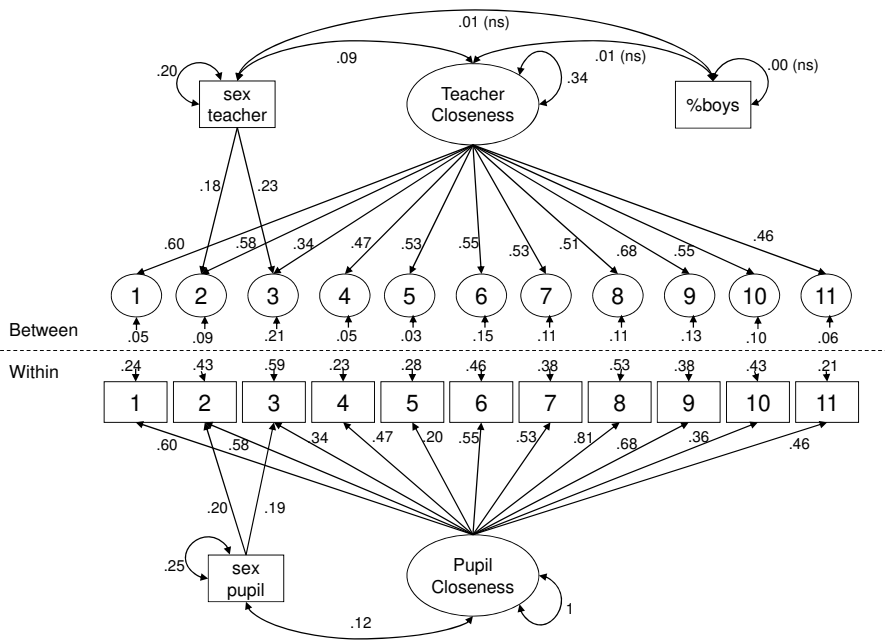 .01 (ns)
.20
.09
.01 (ns)
.00 (ns)
.34
sex
teacher
Teacher
Closeness
%boys
.18
.23
.60
.58
.34
.47
.53
.55
.53
.51
.68
.55
.46
1 2 3 4 5 6 7 8 9 10 11
Between
.05 .09 .21 .05 .03 .15 .11 .11 .13 .10 .06
Within
.24 .43 .59 .23 .28 .46 .38 .53 .38 .43 .21
1 2 3 4 5 6 7 8 9 10 11
.60 .58 .34 .47 .20 .55 .53 .81 .68 .36 .46
.20 .19
.25
sex
pupil
Pupil
Closeness
.12
1